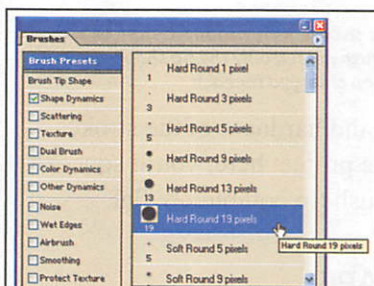 Brushes
Brush Presets
Brush Tip Shape
Shape Dynamics
Scattering
Texture
Dual Brush
Color Dynamics
Other Dynamics
Noise
Wet Edges
Airbrush
Smoothing
Protect Texture
Hard Round 1 pixel
1
Hard Round 3 pixels
3
Hard Round 5 pixels
5
Hard Round 9 pixels
9
Hard Round 13 pixels
13
Hard Round 19 pixels
19
Hard Round 19 pixels
Soft Round 5 pixels
5
Soft Round 9 pixels
9